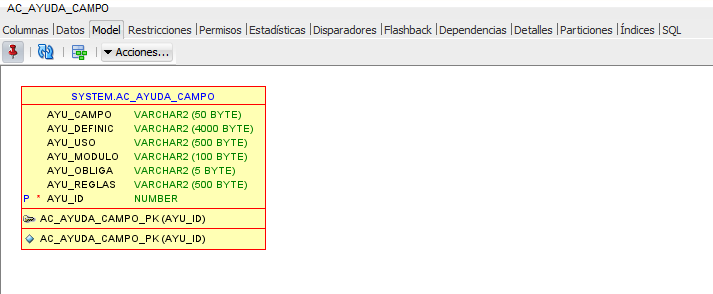 AC_AYUDA_CAMPO
Columnas Datos Model Restricciones Permisos Estadísticas Disparadores Flashback Dependencias Detalles Particiones Índices SQL
Acciones...
SYSTEM.AC_AYUDA_CAMPO
AYU_CAMPO VARCHAR2 (50 BYTE)
AYU_DEFINIC VARCHAR2 (4000 BYTE)
AYU_USO VARCHAR2 (500 BYTE)
AYU_MODULO VARCHAR2 (100 BYTE)
AYU_OBLIGA VARCHAR2 (5 BYTE)
AYU_REGLAS VARCHAR2 (500 BYTE)
P * AYU_ID NUMBER
AC_AYUDA_CAMPO_PK (AYU_ID)
AC_AYUDA_CAMPO_PK (AYU_ID)